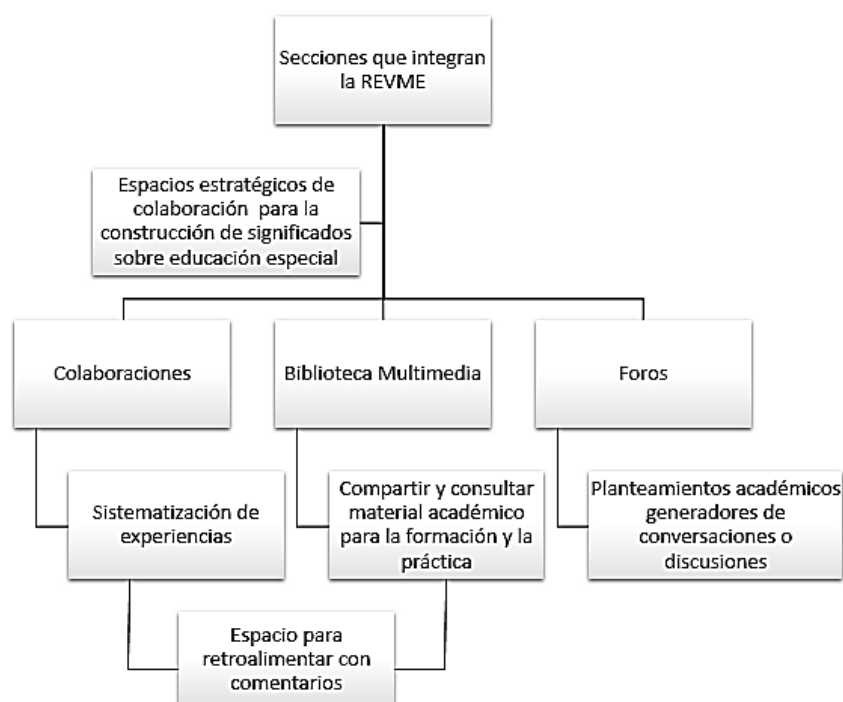 Secciones que integran
la REVME
Espacios estratégicos de
colaboración para la
construcción de significados
sobre educación especial
Colaboraciones
Biblioteca Multimedia
Foros
Sistematización de
experiencias
Compartir y consultar
material académico
para la formación y la
práctica
Planteamientos académicos
generadores de
conversaciones o
discusiones
Espacio para
retroalimentar con
comentarios